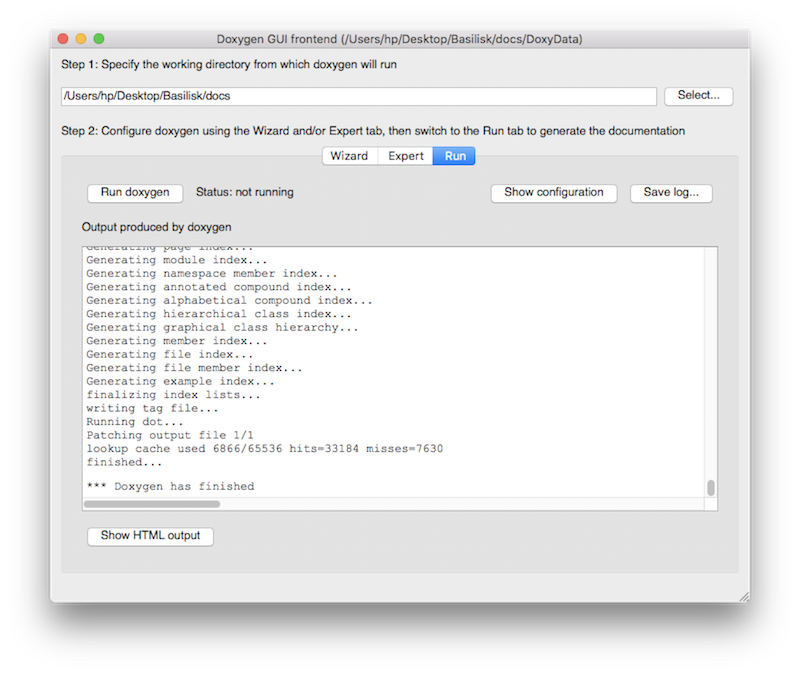 Doxygen GUI frontend (/Users/hp/Desktop/Basilisk/docs/DoxyData)
Step 1: Specify the working directory from which doxygen will run
/Users/hp/Desktop/Basilisk/docs
Select...
Step 2: Configure doxygen using the Wizard and/or Expert tab, then switch to the Run tab to generate the documentation
Wizard Expert Run
Run doxygen Status: not running Show configuration Save log...
Output produced by doxygen
Generating page index...
Generating module index...
Generating namespace member index...
Generating annotated compound index...
Generating alphabetical compound index...
Generating hierarchical class index...
Generating graphical class hierarchy...
Generating member index...
Generating file index...
Generating file member index...
Generating example index...
finalizing index lists...
writing tag file...
Running dot...
Patching output file 1/1
lookup cache used 6866/65536 hits=33184 misses=7630
finished...
*** Doxygen has finished
Show HTML output